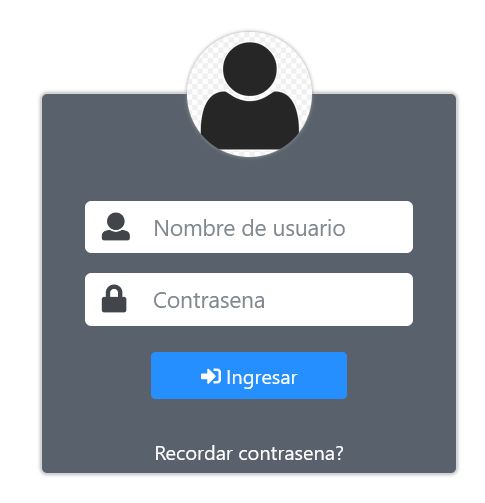 Nombre de usuario
Contrasena
Ingresar
Recordar contrasena?